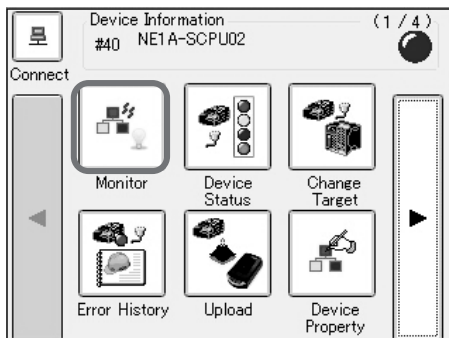 Device Information (1/4)
#40 NE1A-SCPU02
Connect
Monitor
Device
Status
Change
Target
Error History
Upload
Device
Property